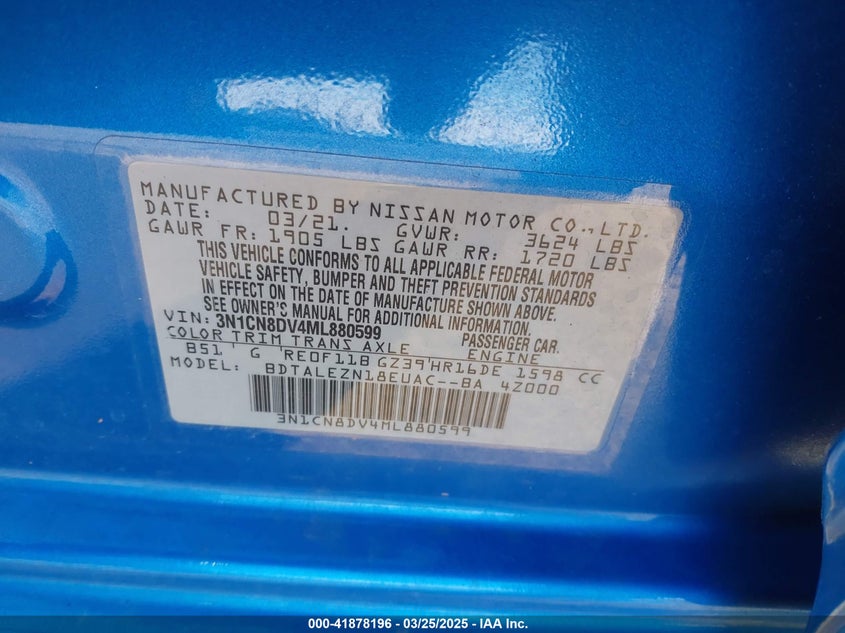 MANUFACTURED BY NISSAN MOTOR CO.,LTD.
DATE: 03/21. GVWR: 3624 LBS
GAWR FR: 1905 LBS GAWR RR: 1720 LBS
THIS VEHICLE CONFORMS TO ALL APPLICABLE FEDERAL MOTOR
VEHICLE SAFETY, BUMPER AND THEFT PREVENTION STANDARDS
IN EFFECT ON THE DATE OF MANUFACTURE SHOWN ABOVE.
SEE OWNER'S MANUAL FOR ADDITIONAL INFORMATION
VIN: 3N1CN8DV4ML880599 PASSENGER CAR.
COLOR TRIM TRANS AXLE ENGINE
B51 G 'RE0F11B GZ39'HR16DE 1598 CC
MODEL: BDTALEZN18EUAC--BA 4Z000
3N1CN8DV4ML880599
000-41878196 - 03/25/2025 - IAA Inc.